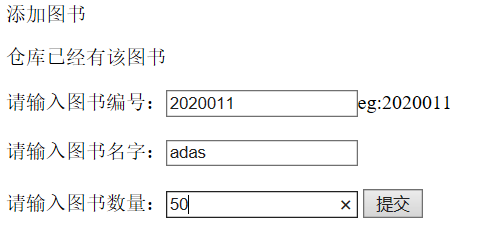 添加图书
仓库已经有该图书
请输入图书编号：2020011eg:2020011
请输入图书名字：adas
请输入图书数量：50 × 提交